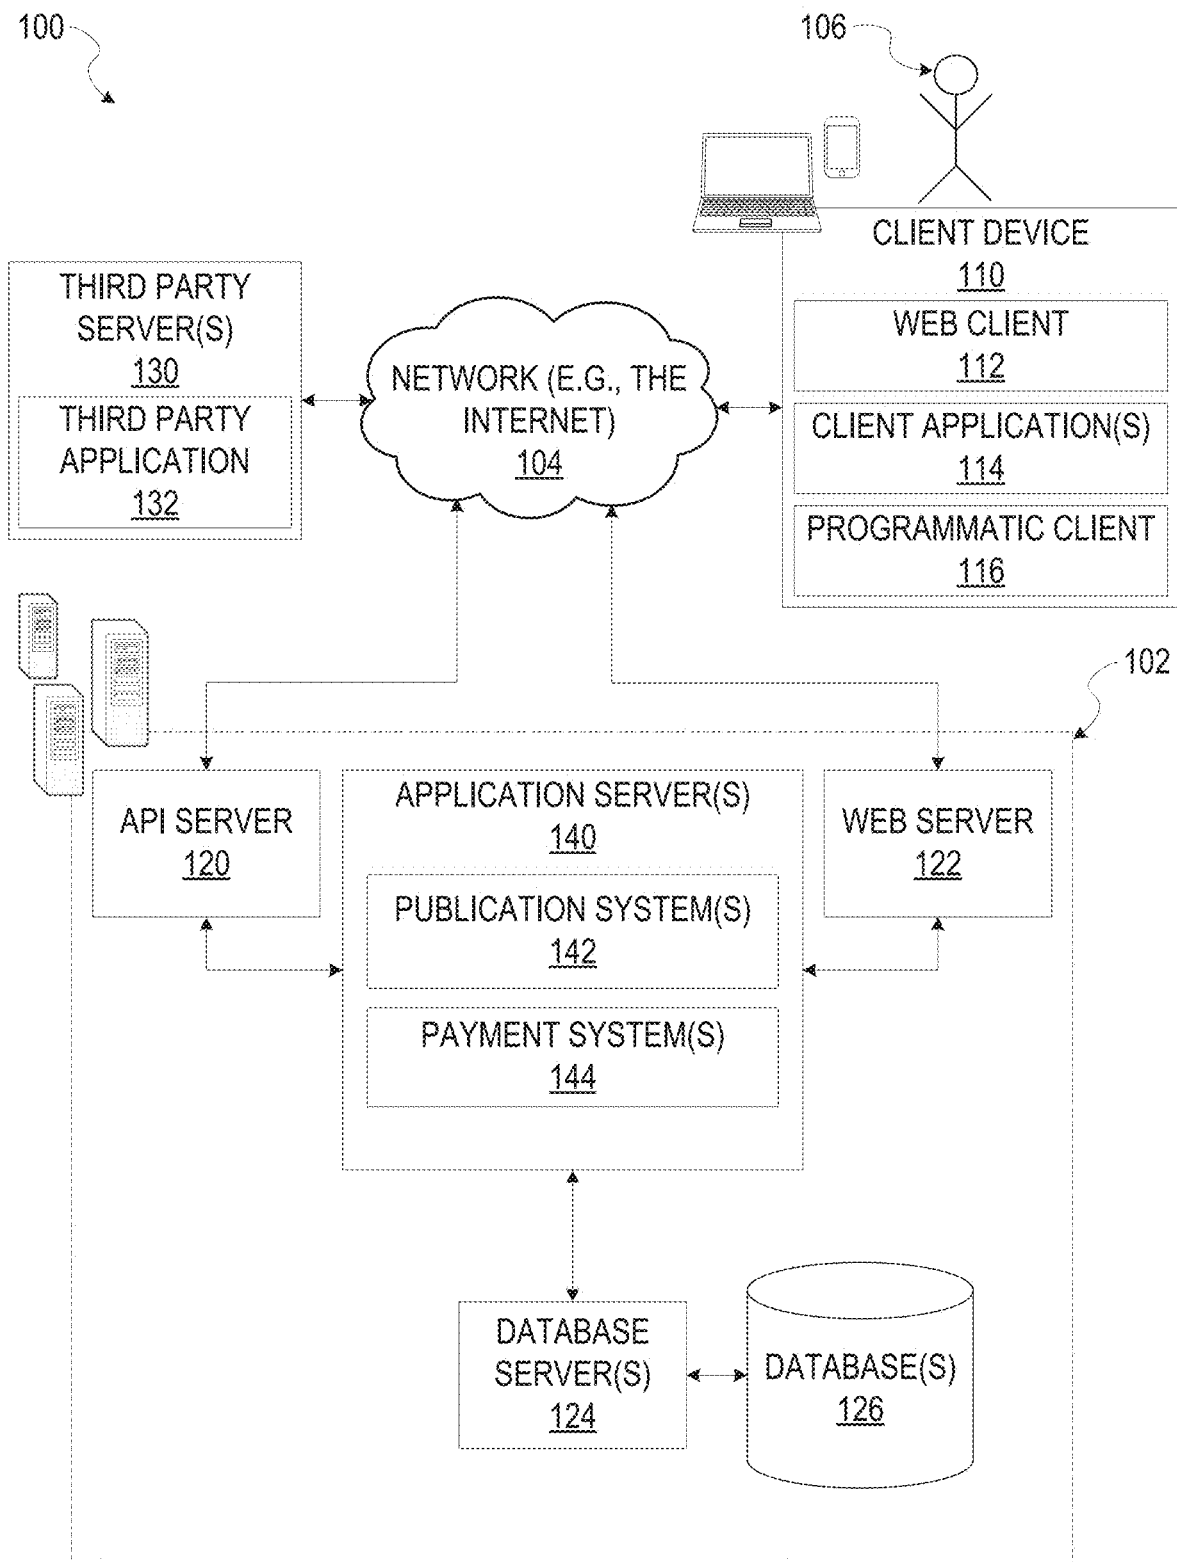 100
106
CLIENT DEVICE
110
WEB CLIENT
112
CLIENT APPLICATION(S)
114
PROGRAMMATIC CLIENT
116
THIRD PARTY
SERVER(S)
130
THIRD PARTY
APPLICATION
132
NETWORK (E.G., THE
INTERNET)
104
102
API SERVER
120
APPLICATION SERVER(S)
140
PUBLICATION SYSTEM(S)
142
PAYMENT SYSTEM(S)
144
WEB SERVER
122
DATABASE
SERVER(S)
124
DATABASE(S)
126